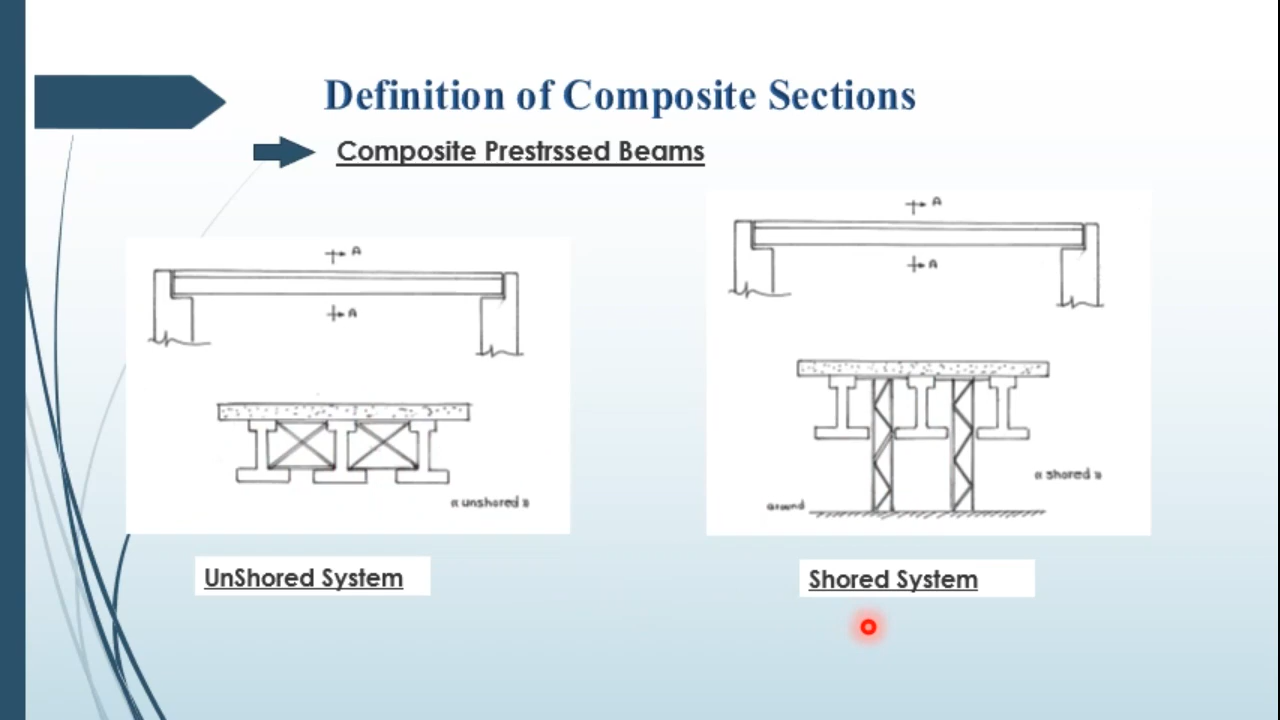 Definition of Composite Sections
Composite Prestrssed Beams
A
A
« unshored »
UnShored System
A
A
« shored »
Ground
Shored System